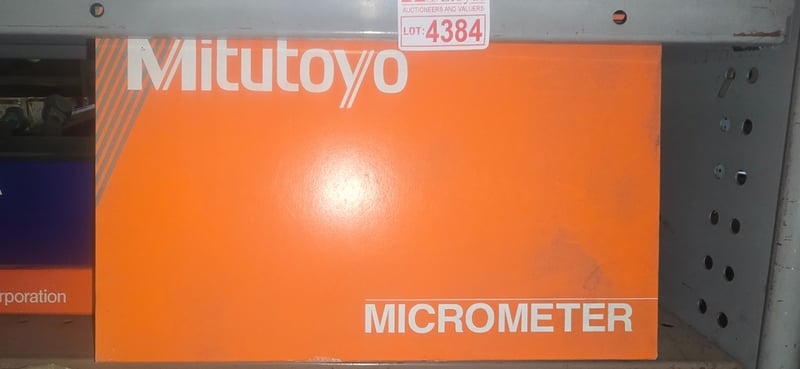 AUCTIONEERS AND VALUERS
LOT: 4384
Mitutoyo
rporation
MICROMETER